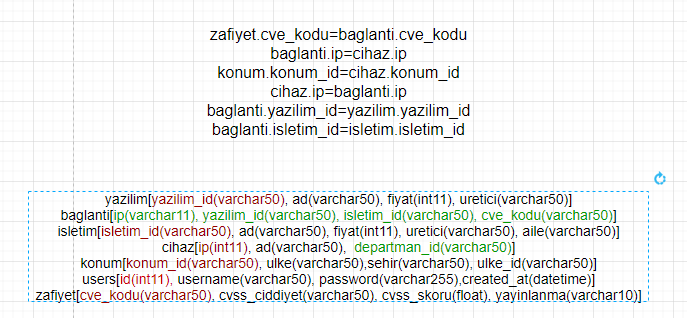 zafiyet.cve_kodu=baglanti.cve_kodu
baglanti.ip=cihaz.ip
konum.konum_id=cihaz.konum_id
cihaz.ip=baglanti.ip
baglanti.yazilim_id=yazilim.yazilim_id
baglanti.isletim_id=isletim.isletim_id
yazilim[yazilim_id(varchar50), ad(varchar50), fiyat(int11), uretici(varchar50)]
baglanti[ip(varchar11), yazilim_id(varchar50), isletim_id(varchar50), cve_kodu(varchar50)]
isletim[isletim_id(varchar50), ad(varchar50), fiyat(int11), uretici(varchar50), aile(varchar50)]
cihaz[ip(int11), ad(varchar50), departman_id(varchar50)]
konum[konum_id(varchar50), ulke(varchar50),sehir(varchar50), ulke_id(varchar50)]
users[id(int11), username(varchar50), password(varchar255),created_at(datetime)]
zafiyet[cve_kodu(varchar50), cvss_ciddiyet(varchar50), cvss_skoru(float), yayinlanma(varchar10)]